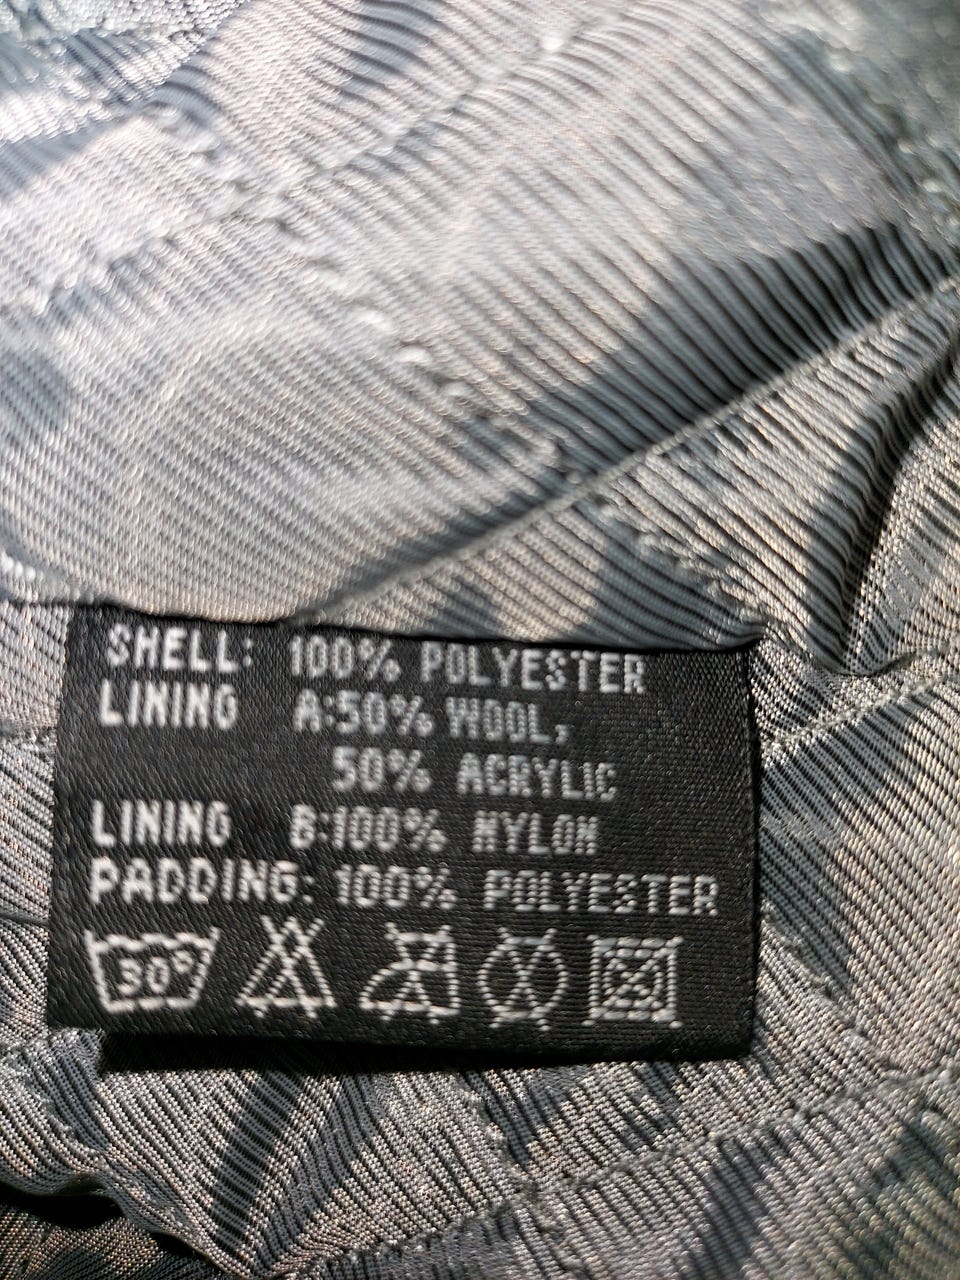 SHELL: 100% POLYESTER
LINING A:50% WOOL,
50% ACRYLIC
LINING B:100% NYLON
PADDING: 100% POLYESTER
30°